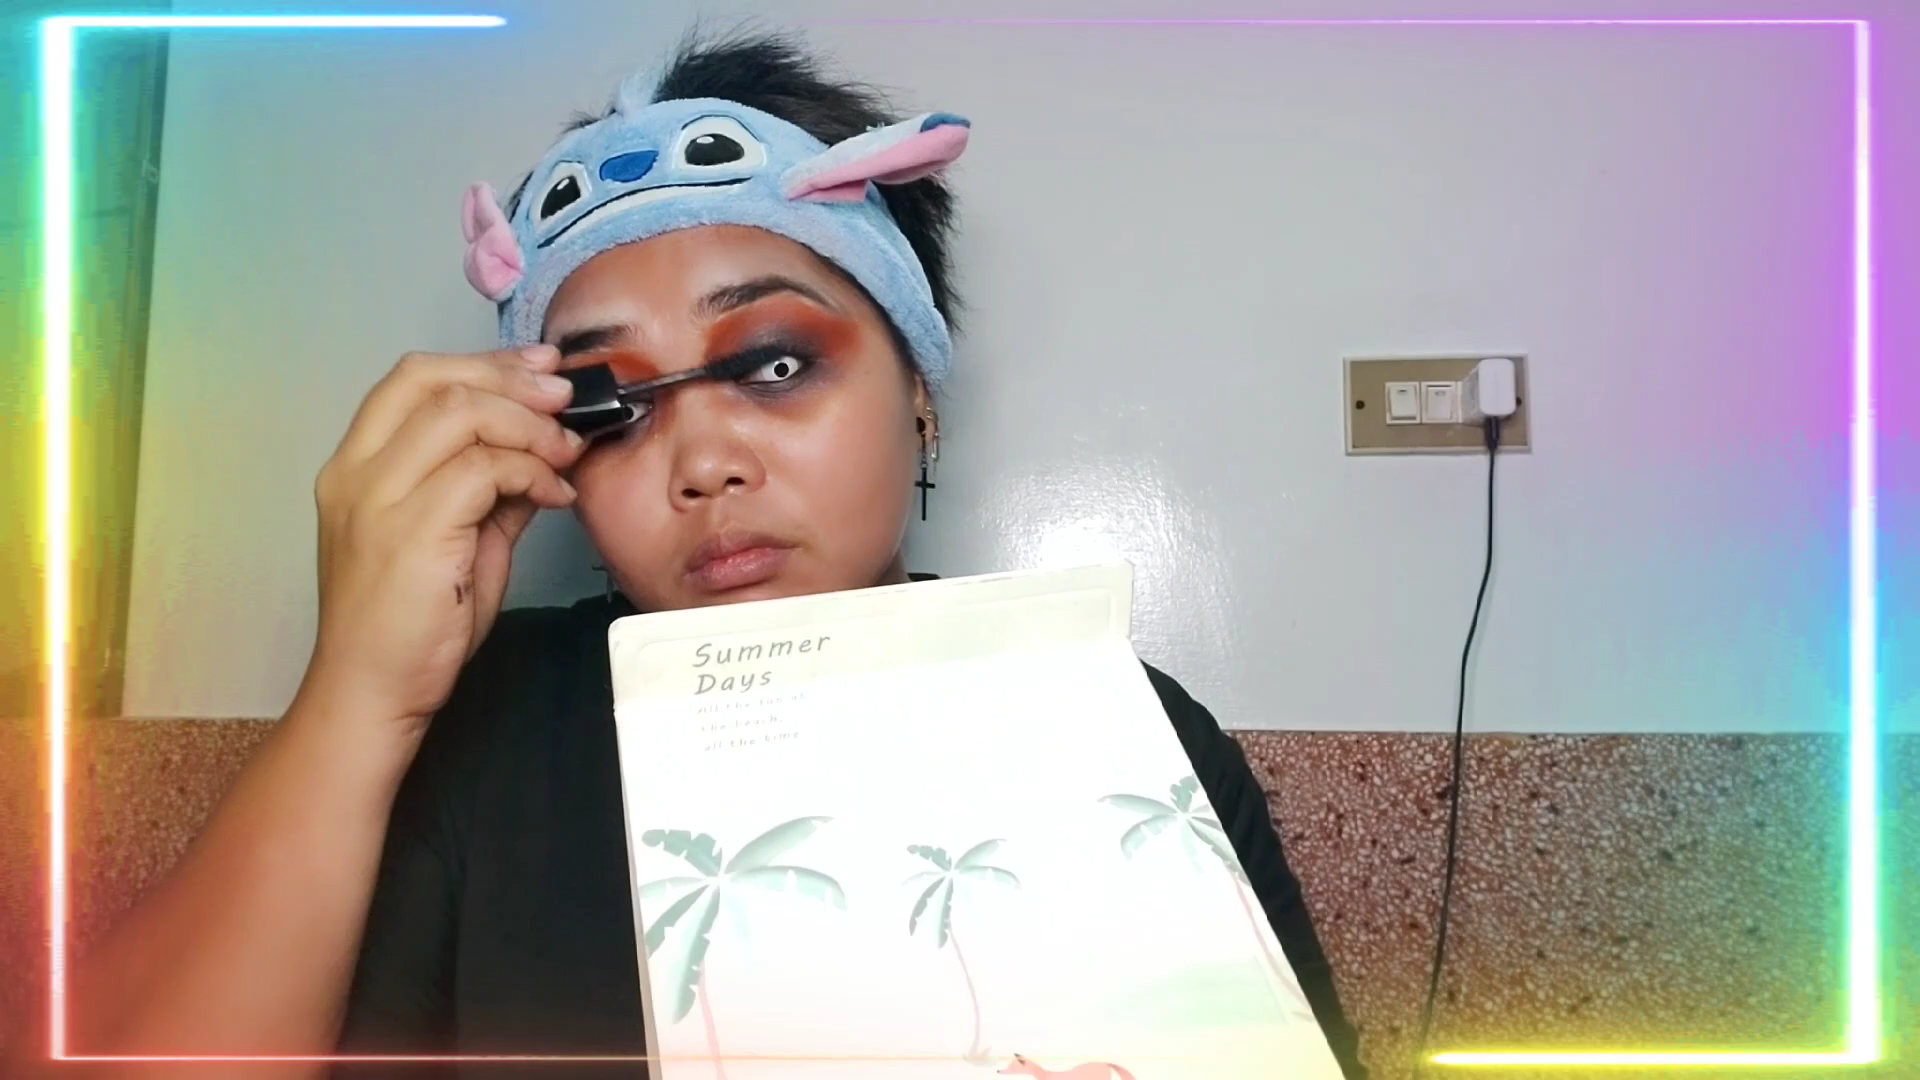 Summer
Days
All the fun at
the beach,
all the time